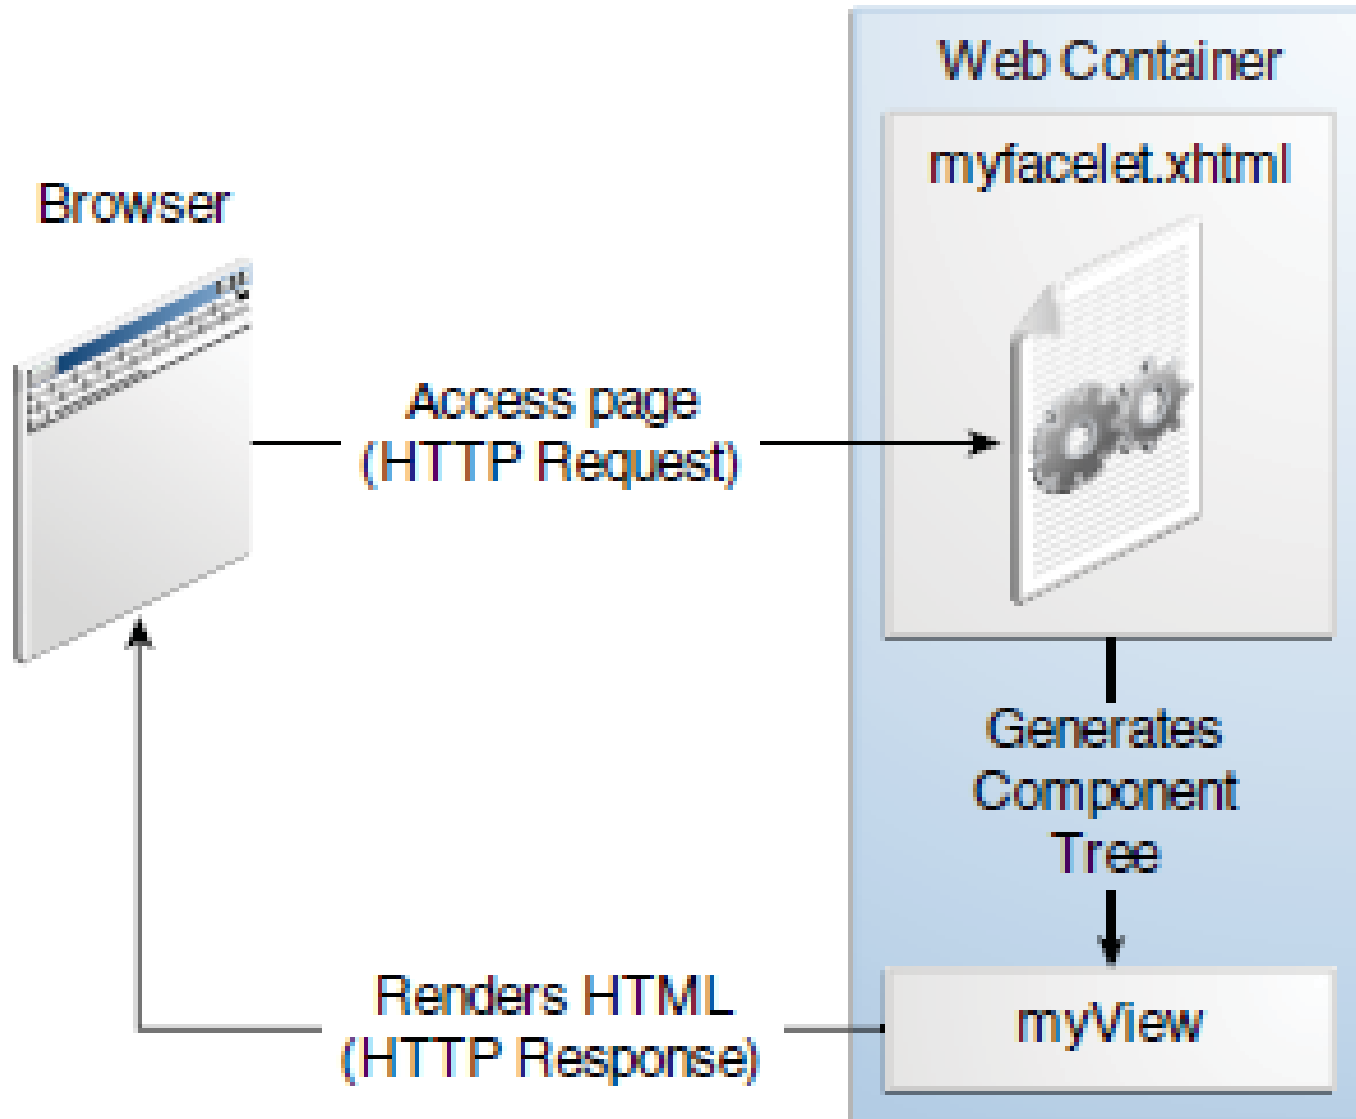 Web Container
myfacelet.xhtml
Browser
Access page
(HTTP Request)
Generates
Component
Tree
Renders HTML
(HTTP Response)
myView